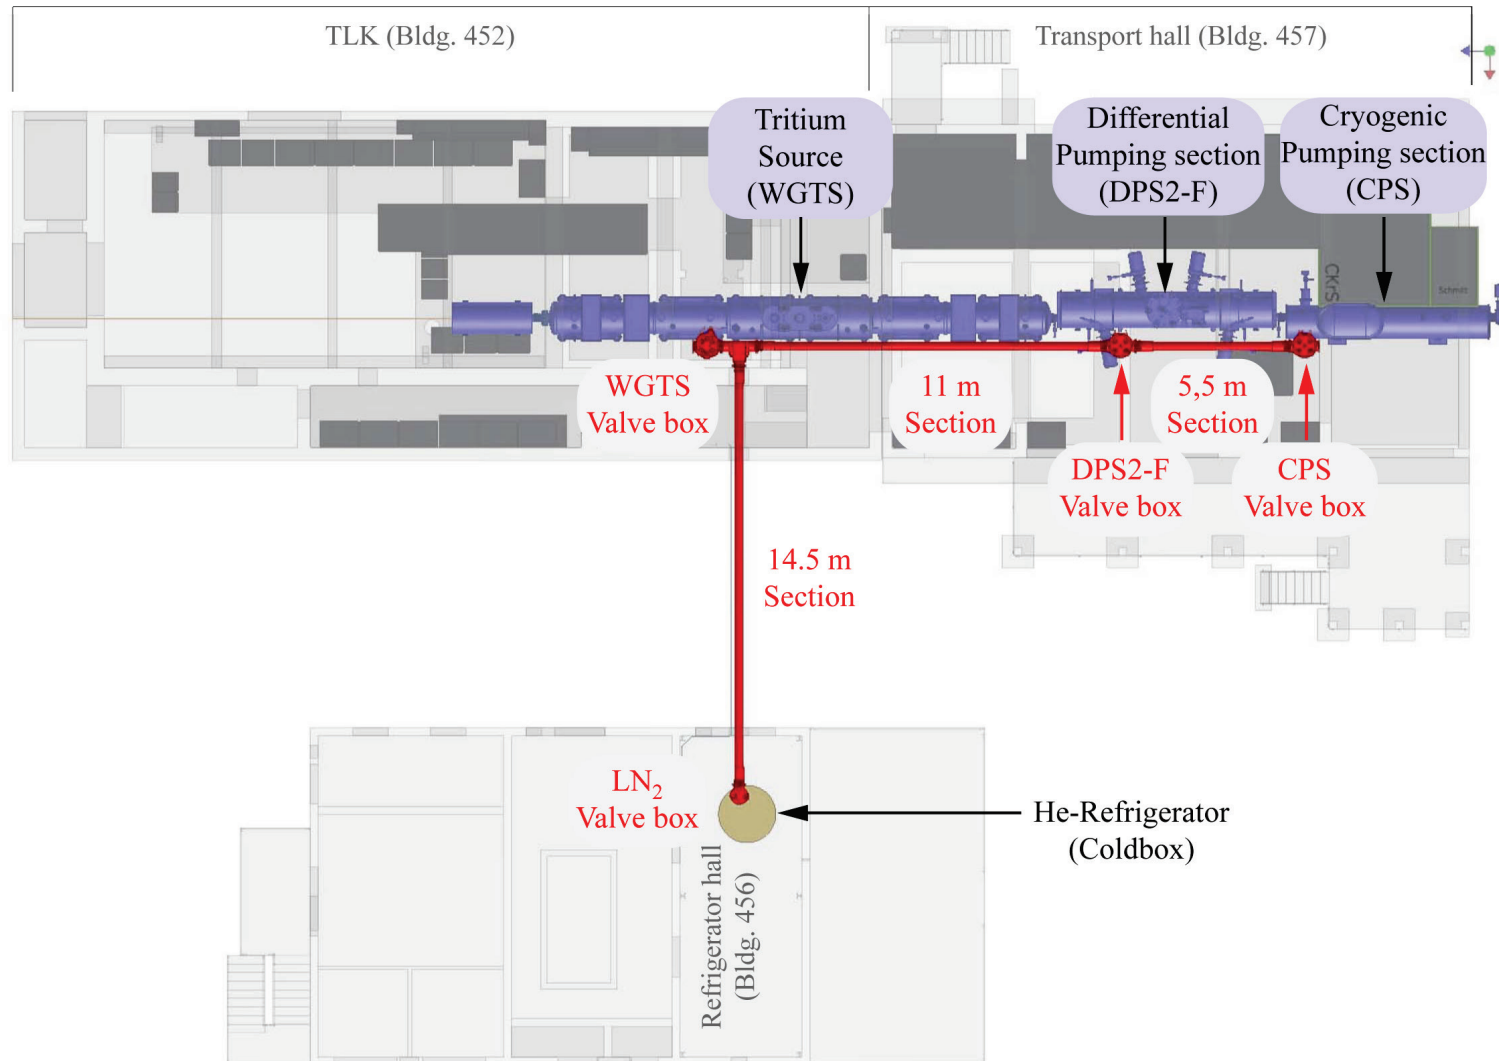 TLK (Bldg. 452)
Transport hall (Bldg. 457)
Tritium
Source
(WGTS)
Differential
Pumping section
(DPS2-F)
Cryogenic
Pumping section
(CPS)
CKrS
Schmitz
WGTS
Valve box
11 m
Section
5,5 m
Section
DPS2-F
Valve box
CPS
Valve box
14.5 m
Section
LN₂
Valve box
He-Refrigerator
(Coldbox)
Refrigerator hall
(Bldg. 456)